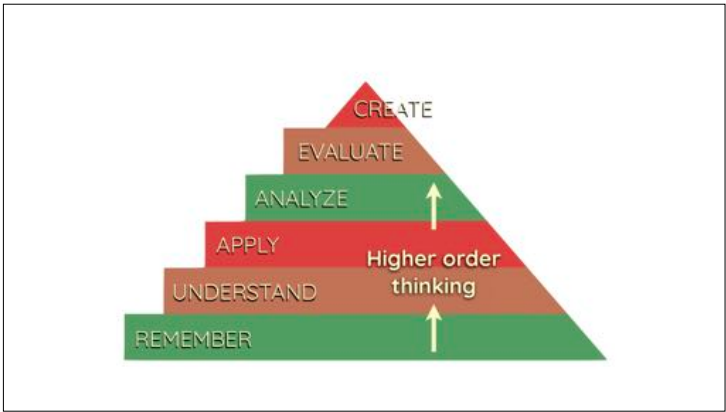 CREATE
EVALUATE
ANALYZE
APPLY
Higher order
thinking
UNDERSTAND
REMEMBER